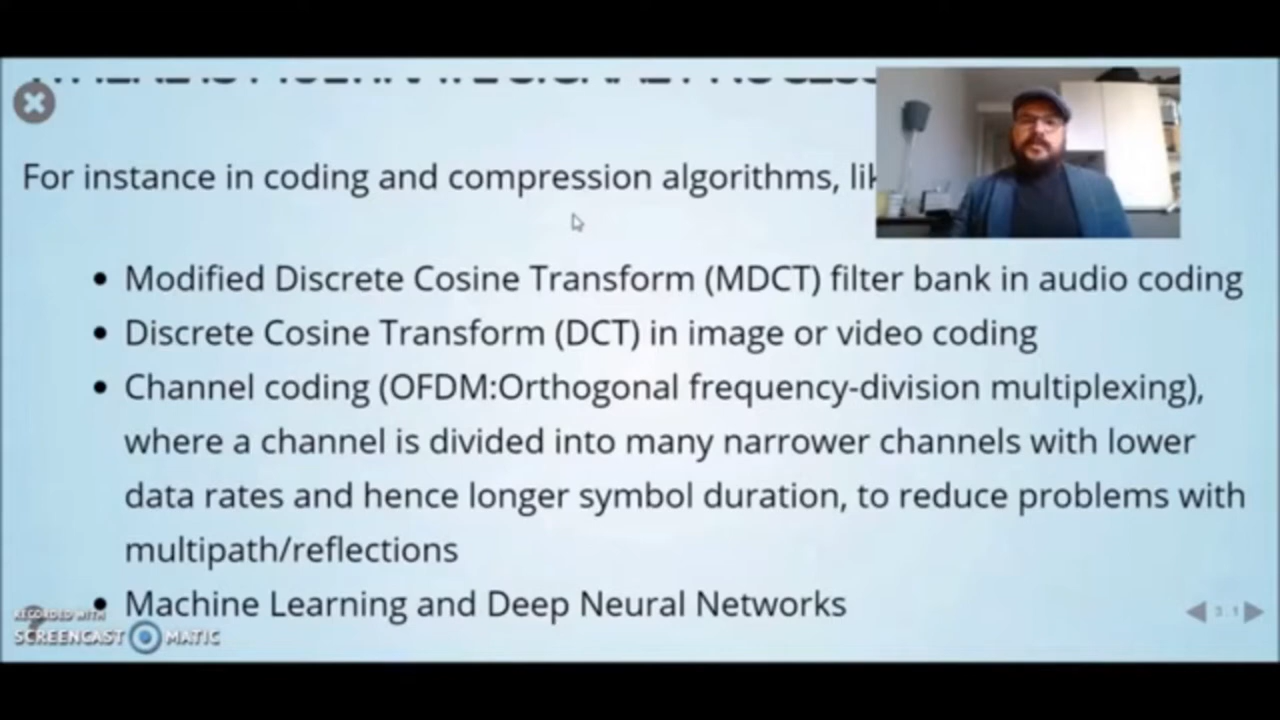 For instance in coding and compression algorithms,
Modified Discrete Cosine Transform (MDCT) filter bank in audio coding
Discrete Cosine Transform (DCT) in image or video coding
Channel coding (OFDM:Orthogonal frequency-division multiplexing),
where a channel is divided into many narrower channels with lower
data rates and hence longer symbol duration, to reduce problems with
multipath/reflections
Machine Learning and Deep Neural Networks
RECORDED WITH
SCREENCAST MATIC
3.1